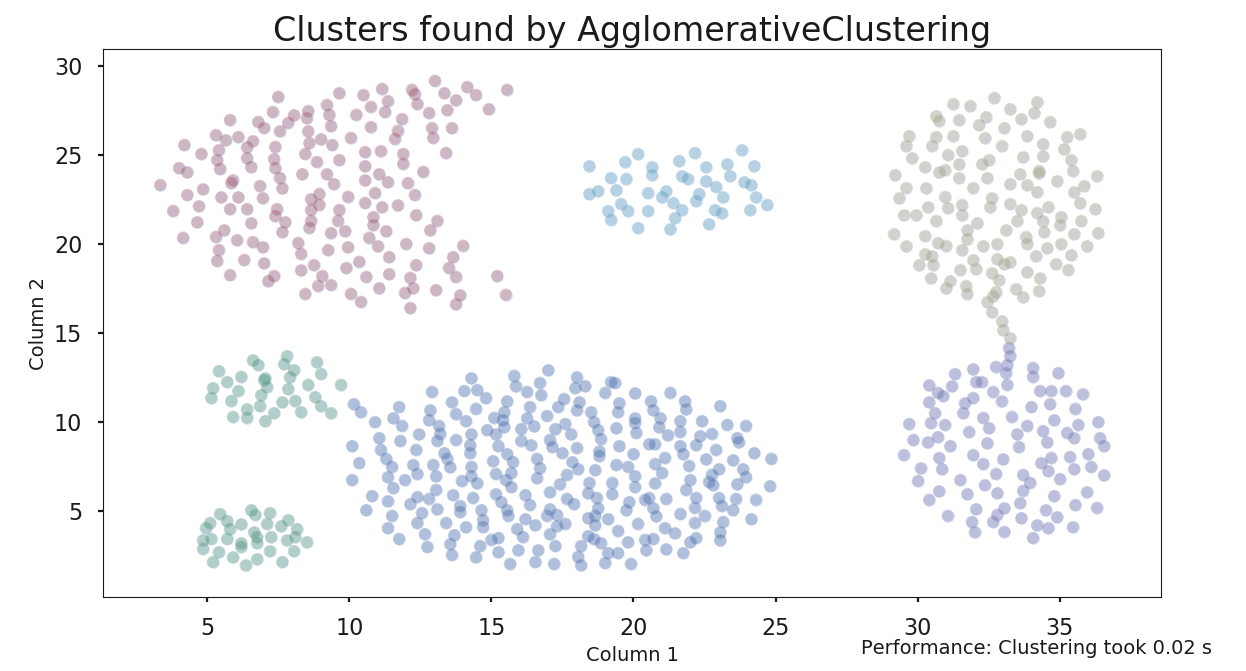 Clusters found by AgglomerativeClustering
30
25
20
15
10
5
Column 2
5 10 15 20 25 30 35
Column 1
Performance: Clustering took 0.02 s